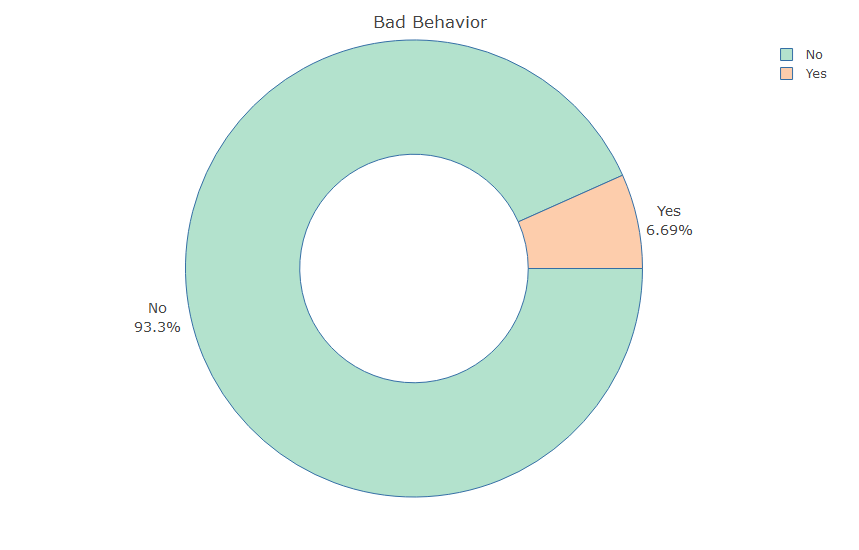 Bad Behavior
No
Yes
Yes
6.69%
No
93.3%